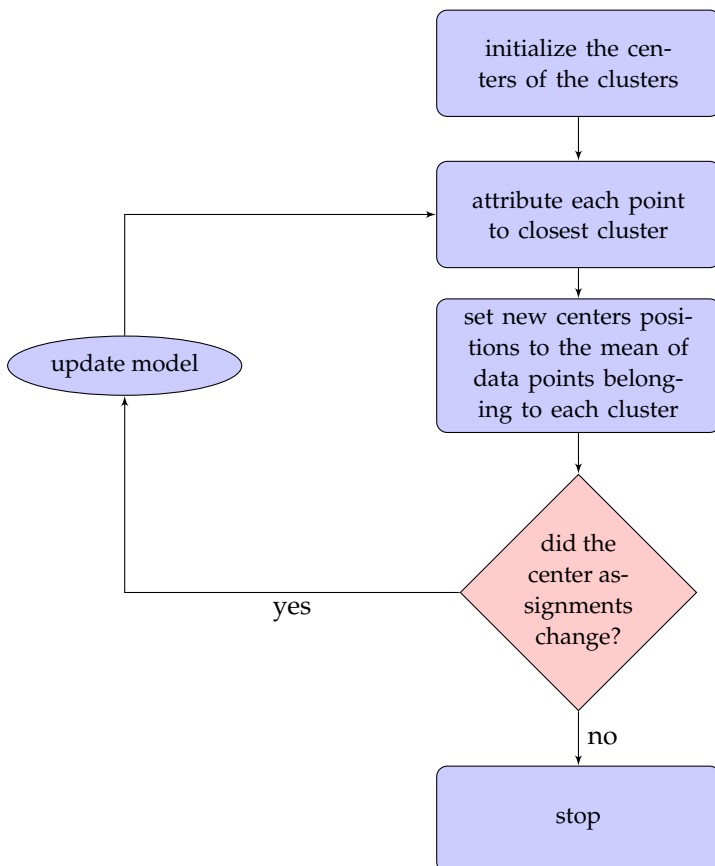 initialize the cen-
ters of the clusters
attribute each point
to closest cluster
set new centers posi-
tions to the mean of
data points belong-
ing to each cluster
update model
did the
center as-
signments
change?
yes
no
stop